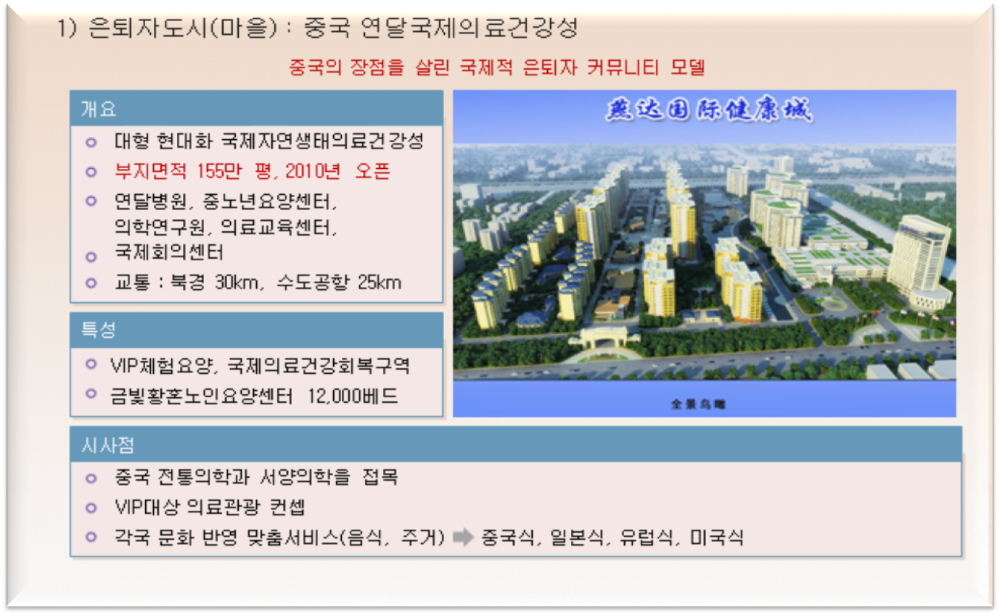 1) 은퇴자도시(마을) : 중국 연달국제의료건강성
중국의 장점을 살린 국제적 은퇴자 커뮤니티 모델
개요
대형 현대화 국제자연생태의료건강성
부지면적 155만 평, 2010년 오픈
연달병원, 중노년요양센터,
의학연구원, 의료교육센터,
국제회의센터
교통 : 북경 30km, 수도공항 25km
燕达国际健康城
全景鸟瞰
특성
VIP체험요양, 국제의료건강회복구역
금빛황혼노인요양센터 12,000베드
시사점
중국 전통의학과 서양의학을 접목
VIP대상 의료관광 컨셉
각국 문화 반영 맞춤서비스(음식, 주거) ➡ 중국식, 일본식, 유럽식, 미국식